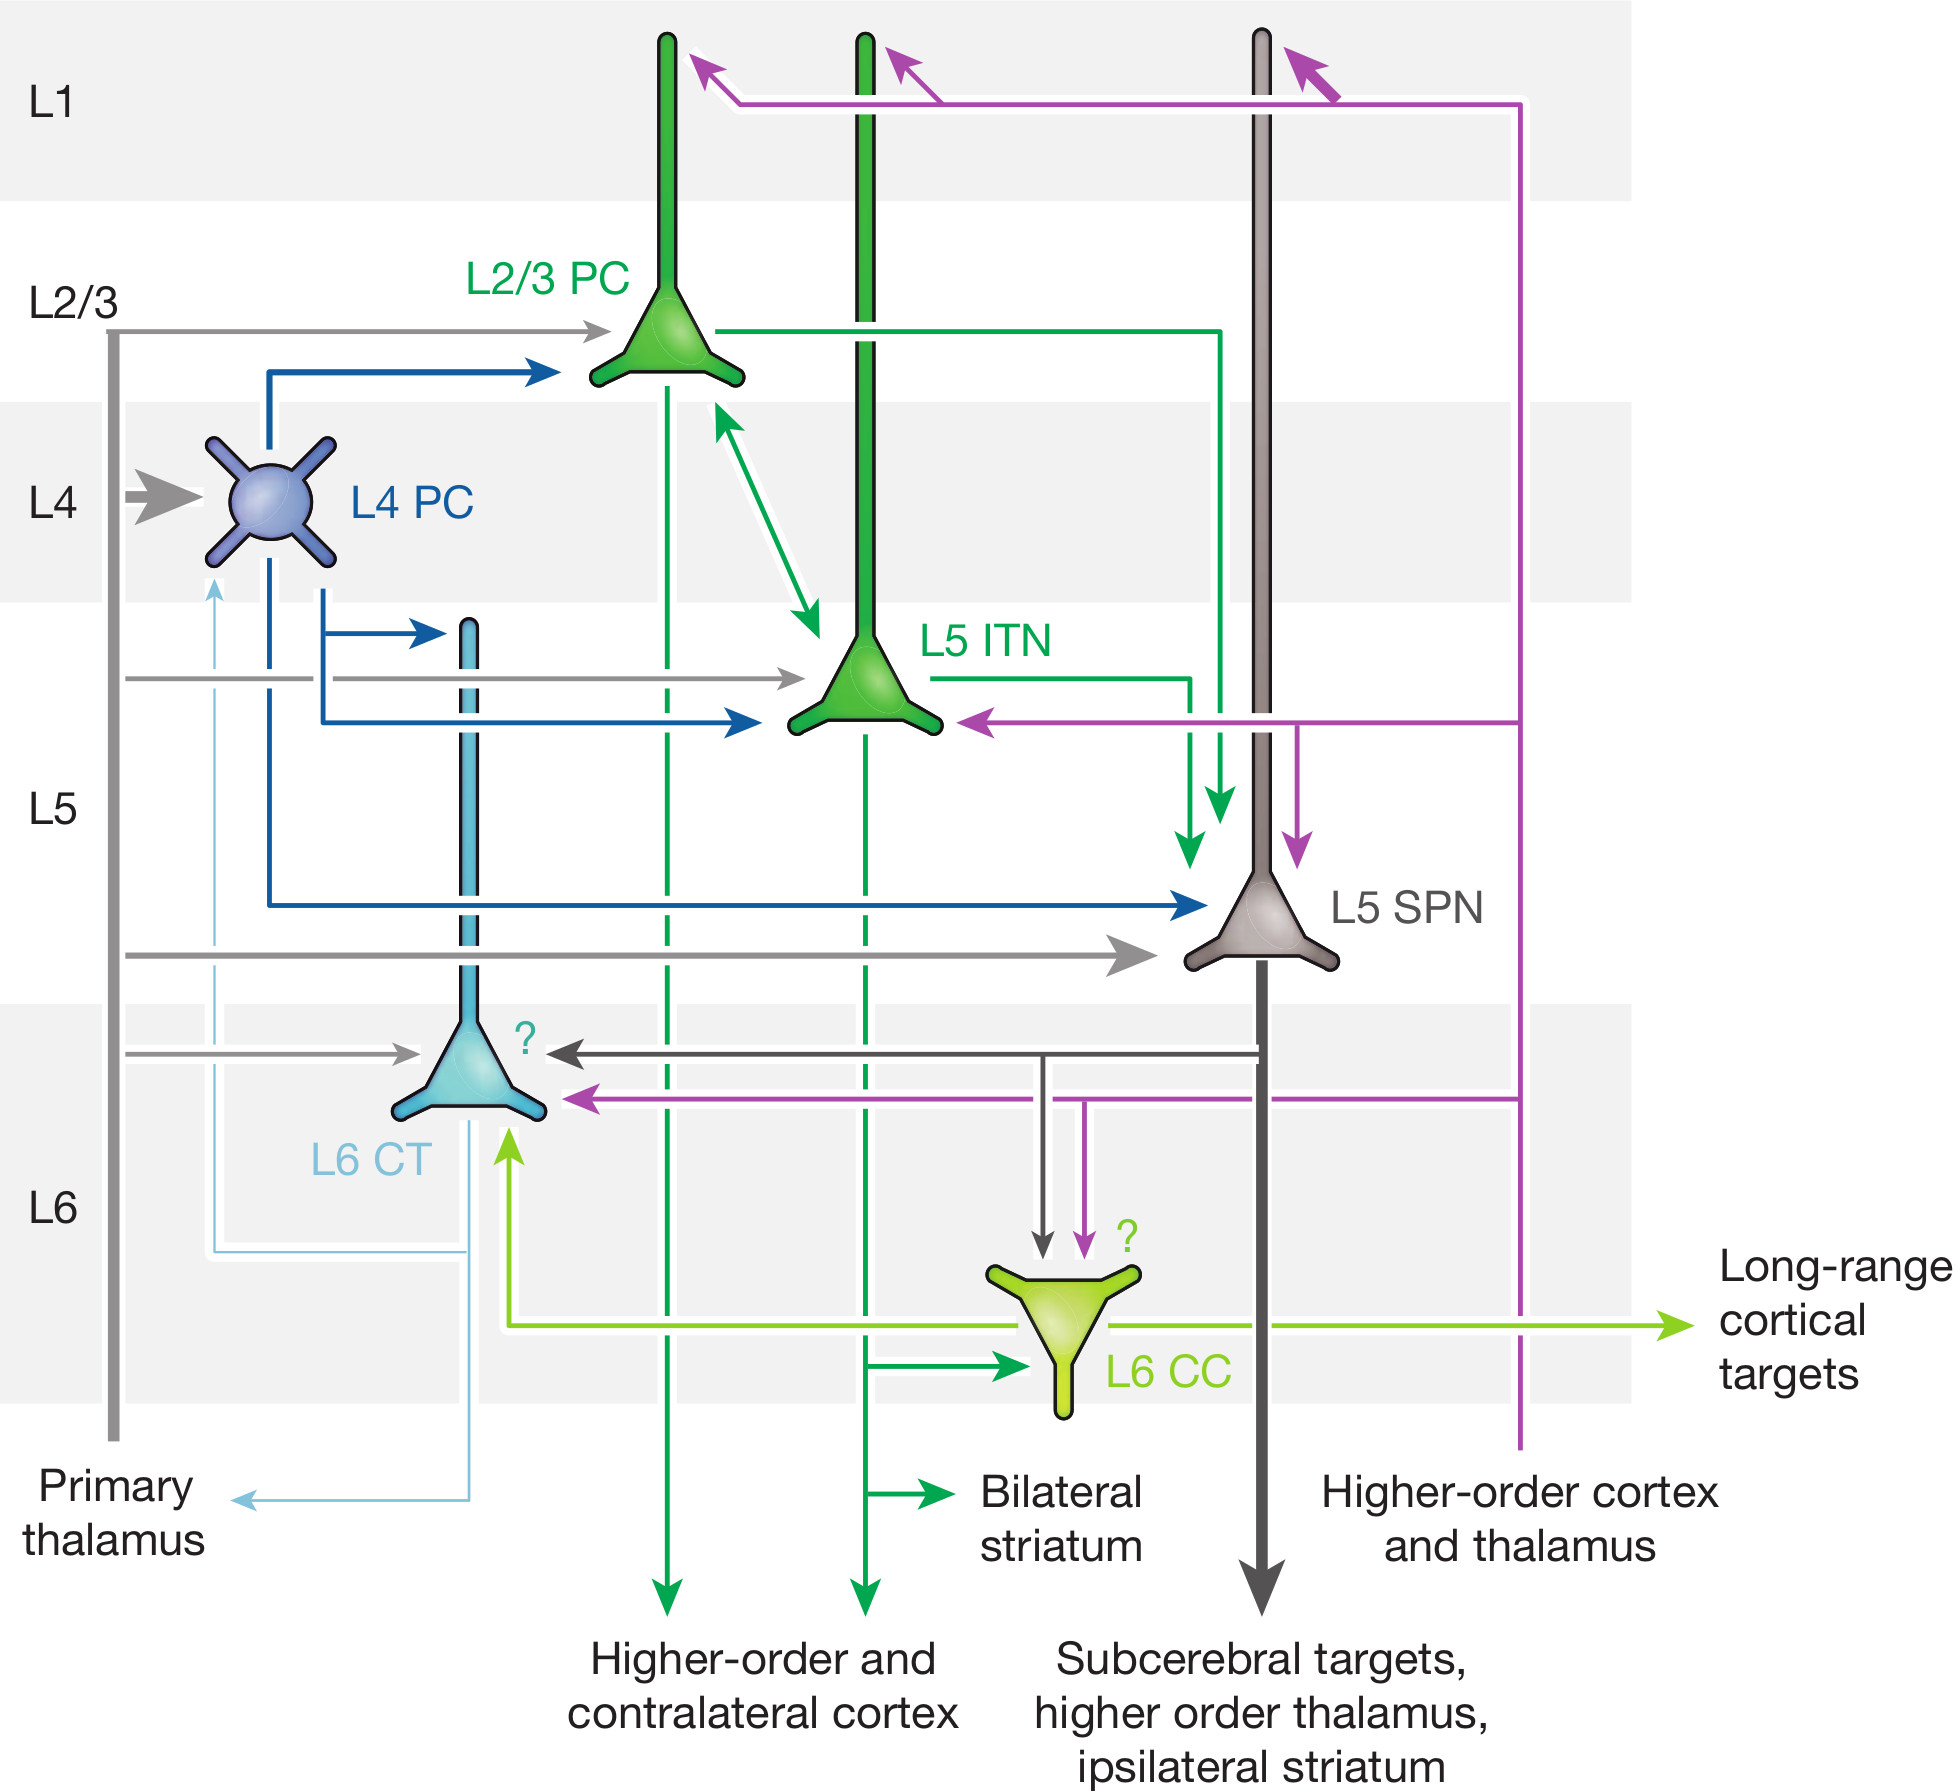 L1
L2/3 PC
L2/3
L4
L4 PC
L5 ITN
L5
L5 SPN
?
L6 CT
L6
?
L6 CC
Long-range
cortical
targets
Primary
thalamus
Bilateral
striatum
Higher-order cortex
and thalamus
Higher-order and
contralateral cortex
Subcerebral targets,
higher order thalamus,
ipsilateral striatum